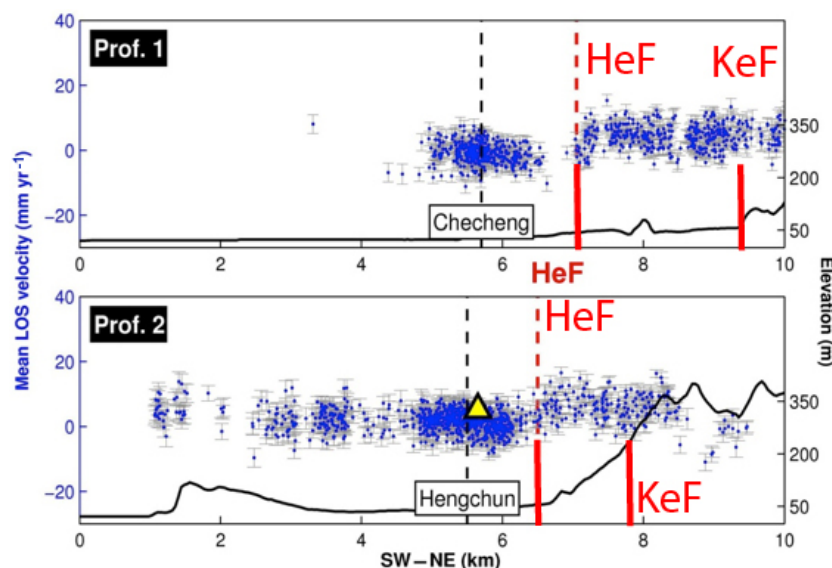 Prof. 1
HeF
KeF
40
20
0
−20
350
200
50
Checheng
0 2 4 6 8 10
HeF
Prof. 2
HeF
40
20
0
−20
350
200
50
Hengchun
KeF
0 2 4 6 8 10
SW−NE (km)
Mean LOS velocity (mm yr⁻¹)
Elevation (m)